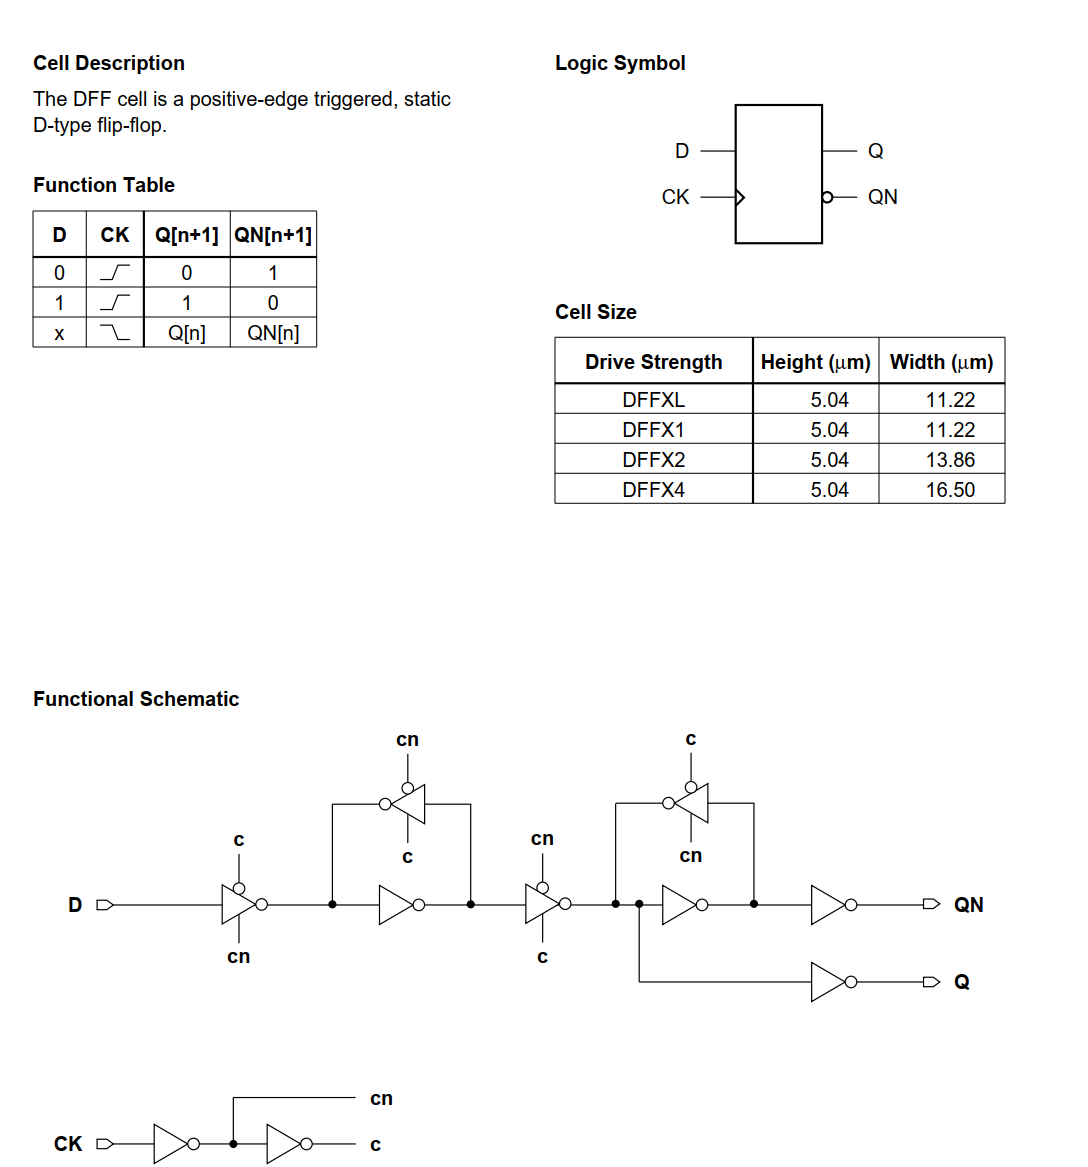 Cell Description
The DFF cell is a positive-edge triggered, static
D-type flip-flop.
Function Table
D CK Q[n+1] QN[n+1]
0 0 1
1 1 0
x Q[n] QN[n]
Logic Symbol
D Q
CK QN
Cell Size
Drive Strength Height (μm) Width (μm)
DFFXL 5.04 11.22
DFFX1 5.04 11.22
DFFX2 5.04 13.86
DFFX4 5.04 16.50
Functional Schematic
cn c
c cn
c cn
D QN
cn c
Q
cn
CK c